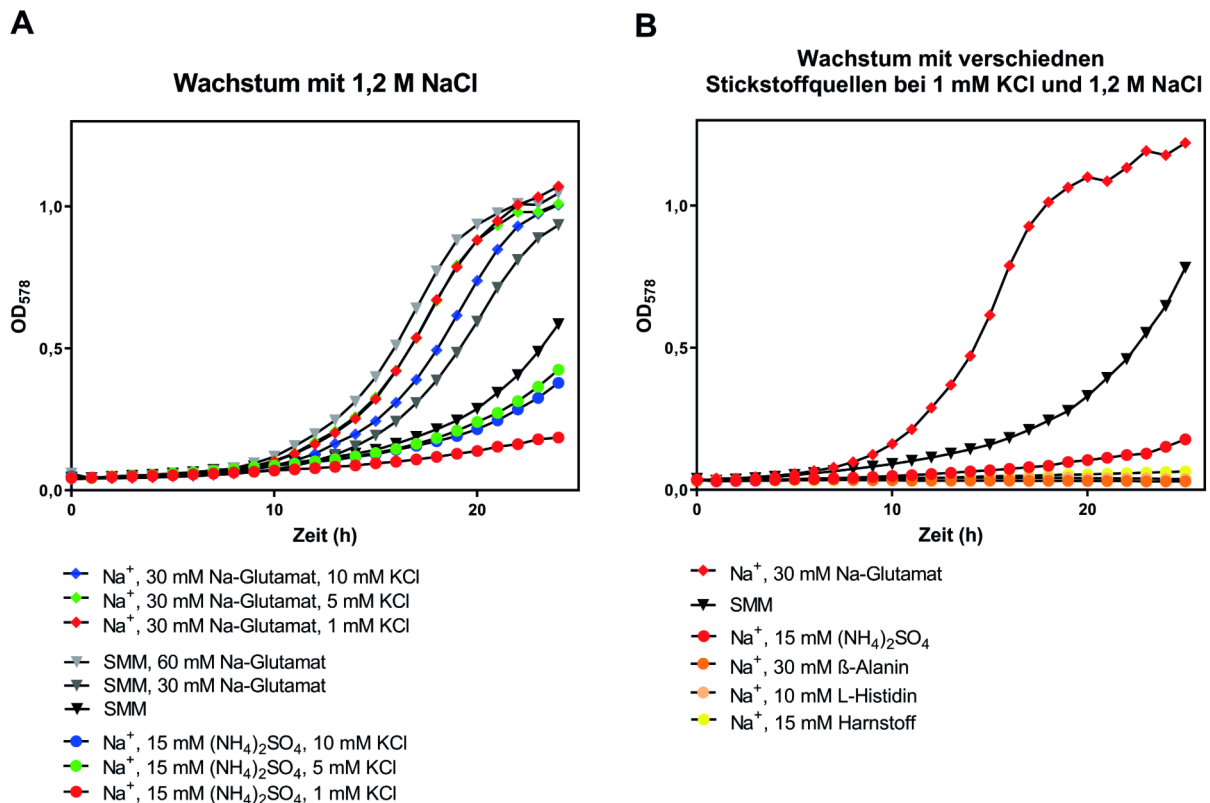 A
Wachstum mit 1,2 M NaCl
1,0
0,5
0,0
OD578
10
20
Zeit (h)
Na+, 30 mM Na-Glutamat, 10 mM KCl
Na+, 30 mM Na-Glutamat, 5 mM KCl
Na+, 30 mM Na-Glutamat, 1 mM KCl
SMM, 60 mM Na-Glutamat
SMM, 30 mM Na-Glutamat
SMM
Na+, 15 mM (NH4)2SO4, 10 mM KCl
Na+, 15 mM (NH4)2SO4, 5 mM KCl
Na+, 15 mM (NH4)2SO4, 1 mM KCl
B
Wachstum mit verschiednen
Stickstoffquellen bei 1 mM KCl und 1,2 M NaCl
1,0
0,5
0,0
OD578
0
10
20
Zeit (h)
Na+, 30 mM Na-Glutamat
SMM
Na+, 15 mM (NH4)2SO4
Na+, 30 mM ß-Alanin
Na+, 10 mM L-Histidin
Na+, 15 mM Harnstoff